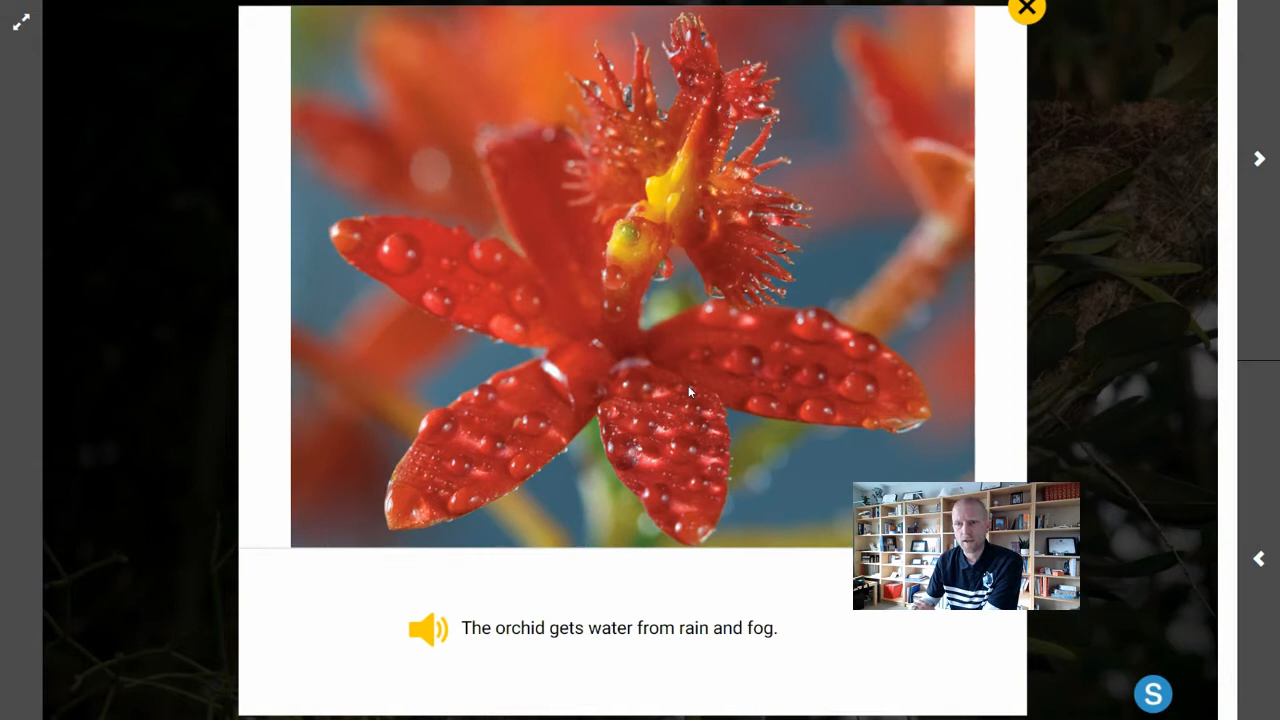 The orchid gets water from rain and fog.
S